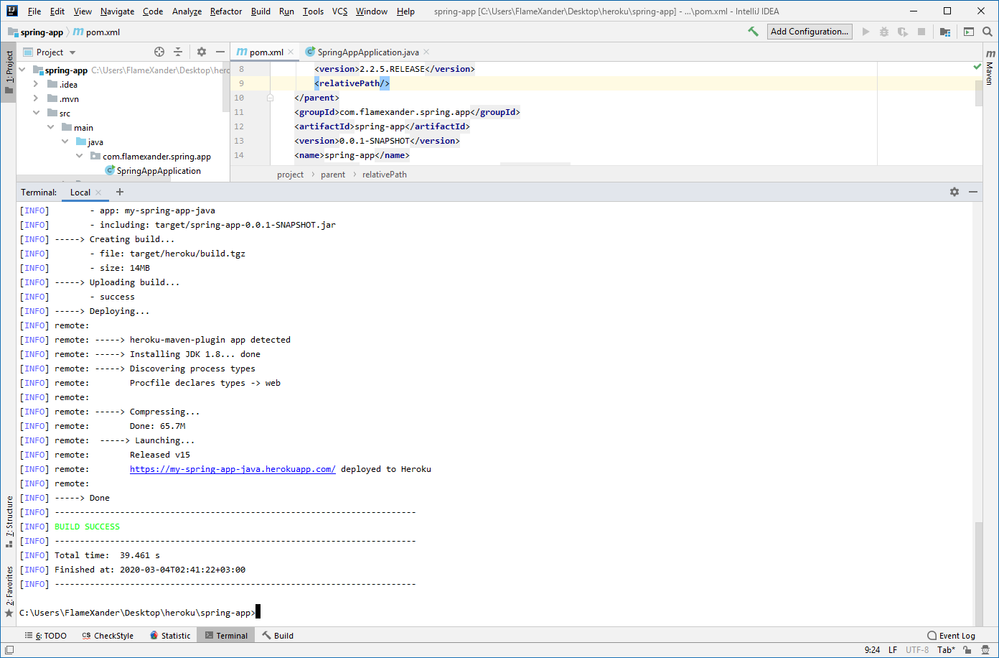 File Edit View Navigate Code Analyze Refactor Build Run Tools VCS Window Help spring-app [C:\Users\FlameXander\Desktop\heroku\spring-app] - ...\pom.xml - IntelliJ IDEA
spring-app pom.xml Add Configuration...
Project pom.xml SpringAppApplication.java
1: Project
Maven
spring-app C:\Users\FlameXander\Desktop\herc
.idea
.mvn
src
main
java
com.flamexander.spring.app
SpringAppApplication
8 <version>2.2.5.RELEASE</version>
9 <relativePath/>
10 </parent>
11 <groupId>com.flamexander.spring.app</groupId>
12 <artifactId>spring-app</artifactId>
13 <version>0.0.1-SNAPSHOT</version>
14 <name>spring-app</name>
project > parent > relativePath
Terminal: Local +
[INFO]        - app: my-spring-app-java
[INFO]        - including: target/spring-app-0.0.1-SNAPSHOT.jar
[INFO] -----> Creating build...
[INFO]        - file: target/heroku/build.tgz
[INFO]        - size: 14MB
[INFO] -----> Uploading build...
[INFO]        - success
[INFO] -----> Deploying...
[INFO] remote:
[INFO] remote: -----> heroku-maven-plugin app detected
[INFO] remote: -----> Installing JDK 1.8... done
[INFO] remote: -----> Discovering process types
[INFO] remote:        Procfile declares types -> web
[INFO] remote:
[INFO] remote: -----> Compressing...
[INFO] remote:        Done: 65.7M
[INFO] remote:  -----> Launching...
[INFO] remote:        Released v15
[INFO] remote:        https://my-spring-app-java.herokuapp.com/ deployed to Heroku
[INFO] remote:
[INFO] -----> Done
[INFO] ------------------------------------------------------------------------
[INFO] BUILD SUCCESS
[INFO] ------------------------------------------------------------------------
[INFO] Total time:  39.461 s
[INFO] Finished at: 2020-03-04T02:41:22+03:00
[INFO] ------------------------------------------------------------------------
C:\Users\FlameXander\Desktop\heroku\spring-app>
7: Structure
2: Favorites
6: TODO CheckStyle Statistic Terminal Build Event Log
9:24 LF UTF-8 Tab*